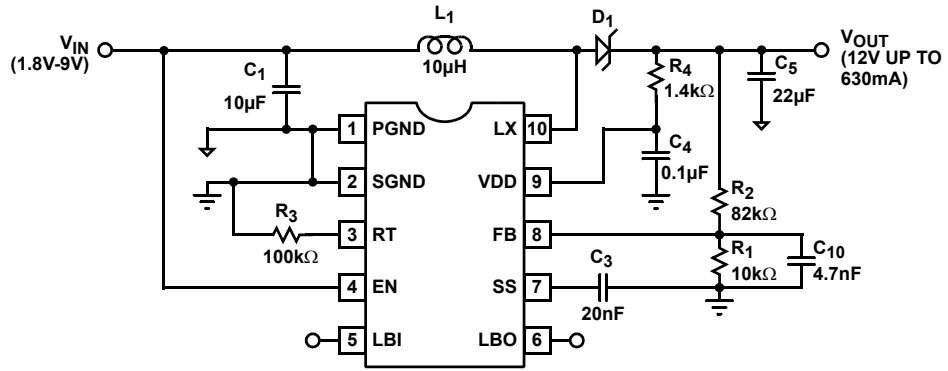 L1
10µH
D1
VIN
(1.8V-9V)
VOUT
(12V UP TO
630mA)
C1
10µF
R4
1.4kΩ
C5
22µF
1 PGND LX 10
C4
0.1µF
2 SGND VDD 9
R3
100kΩ
R2
82kΩ
3 RT FB 8
R1
10kΩ
C10
4.7nF
C3
20nF
4 EN SS 7
5 LBI LBO 6